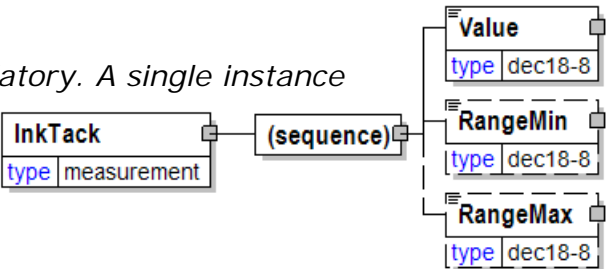 atory. A single instance
InkTack
type measurement
(sequence)
Value
type dec18-8
RangeMin
type dec18-8
RangeMax
type dec18-8